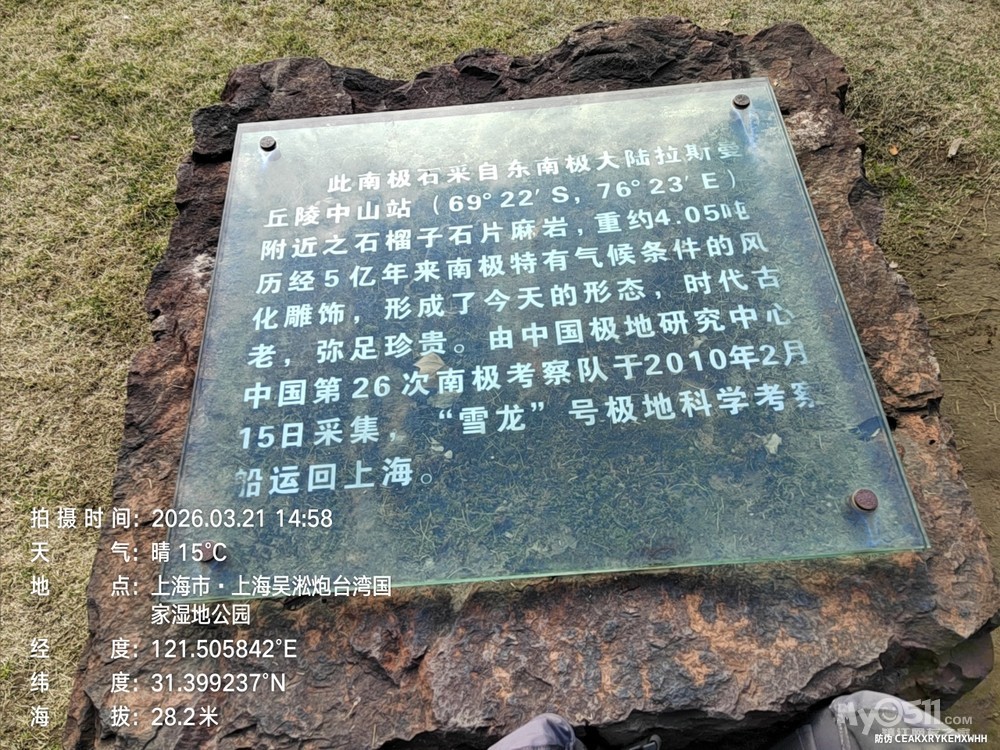 此南极石采自东南极大陆拉斯曼
丘陵中山站（69°22′S，76°23′E）
附近之石榴子石片麻岩，重约4.05吨
历经5亿年来南极特有气候条件的风
化雕饰，形成了今天的形态，时代古
老，弥足珍贵。由中国极地研究中心
中国第26次南极考察队于2010年2月
15日采集，“雪龙”号极地科学考察
船运回上海。
拍摄时间：2026.03.21 14:58
天 气：晴 15℃
地 点：上海市·上海吴淞炮台湾国
家湿地公园
经 度：121.505842°E
纬 度：31.399237°N
海 拔：28.2米
My0511.com
防伪 CEAKXRYKEMXWHH